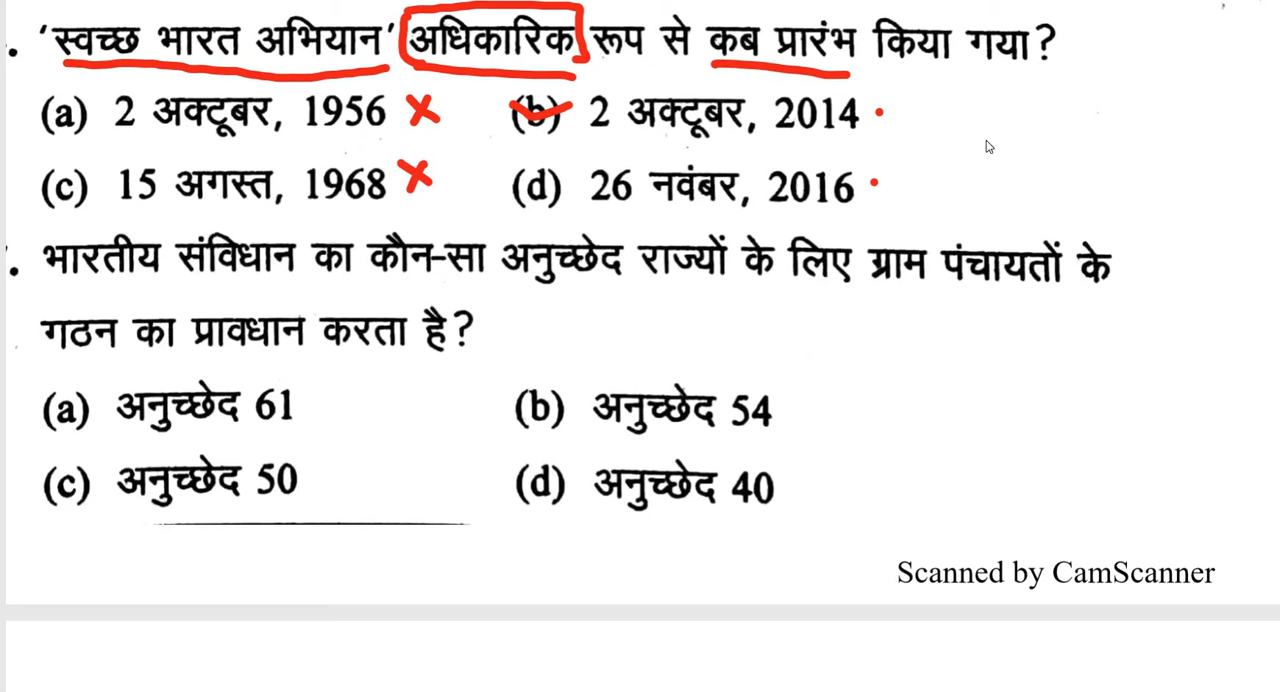 'स्वच्छ भारत अभियान' अधिकारिक रूप से कब प्रारंभ किया गया?
(a) 2 अक्टूबर, 1956 (b) 2 अक्टूबर, 2014
(c) 15 अगस्त, 1968 (d) 26 नवंबर, 2016
भारतीय संविधान का कौन-सा अनुच्छेद राज्यों के लिए ग्राम पंचायतों के
गठन का प्रावधान करता है?
(a) अनुच्छेद 61 (b) अनुच्छेद 54
(c) अनुच्छेद 50 (d) अनुच्छेद 40
Scanned by CamScanner